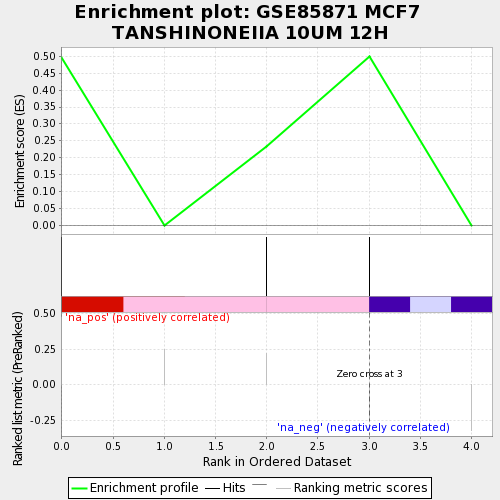 Enrichment plot: GSE85871 MCF7
TANSHINONEIIA 10UM 12H
Enrichment score (ES)
0.50
0.45
0.40
0.35
0.30
0.25
0.20
0.15
0.10
0.05
0.00
Ranked list metric (PreRanked)
0.50
0.25
0.00
-0.25
'na_pos' (positively correlated)
Zero cross at 3
'na_neg' (negatively correlated)
0.0 0.5 1.0 1.5 2.0 2.5 3.0 3.5 4.0
Rank in Ordered Dataset
Enrichment profile Hits Ranking metric scores